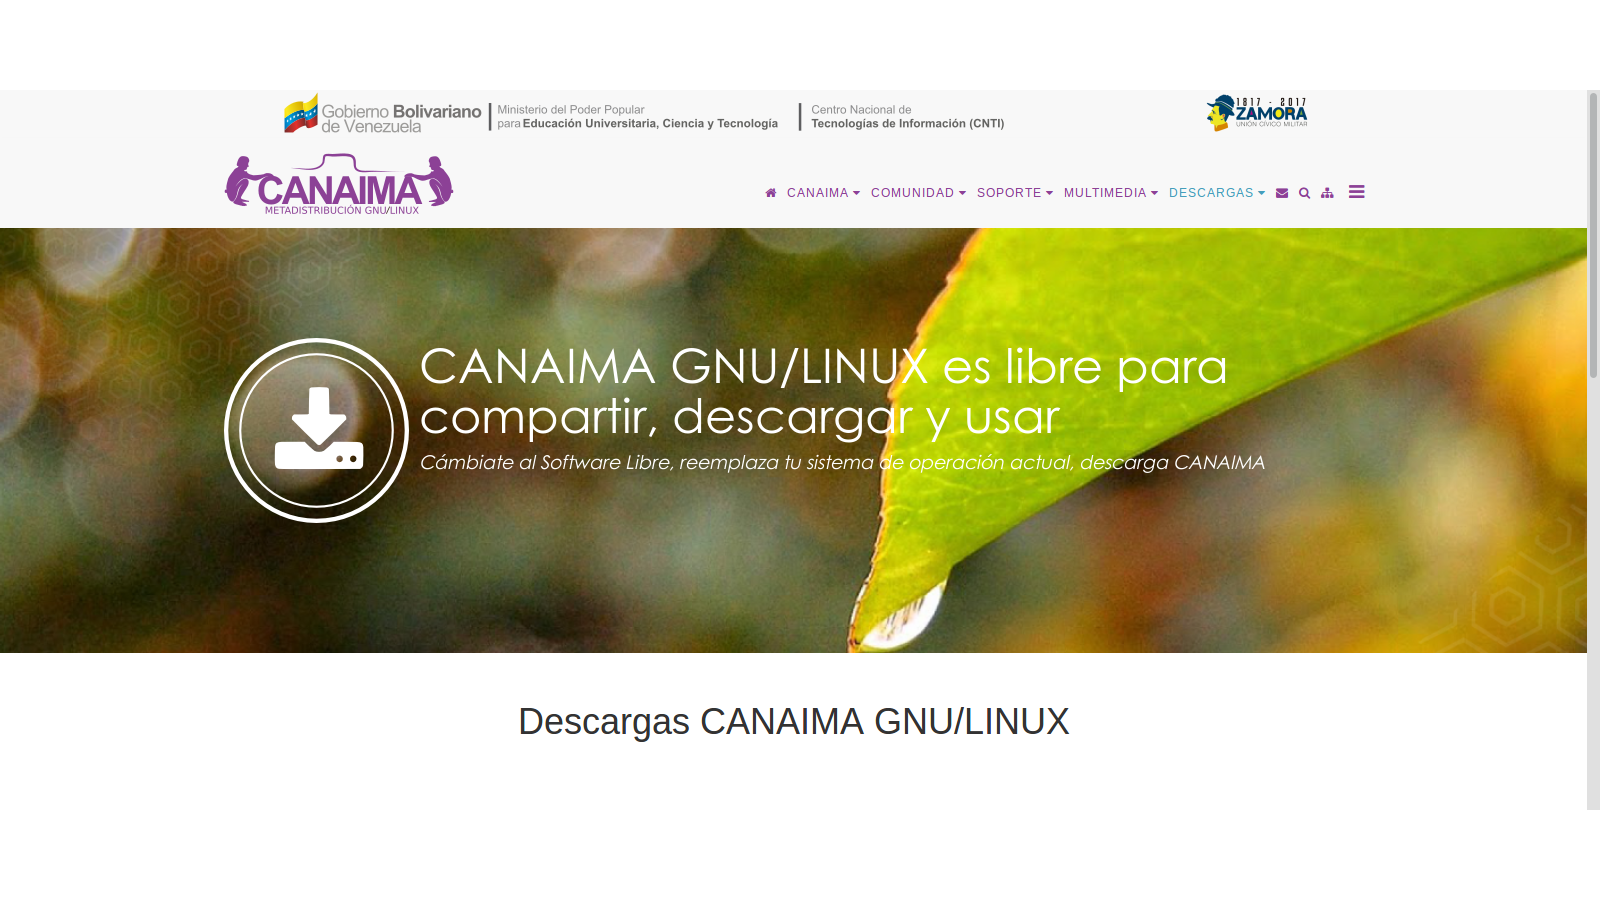 Gobierno Bolivariano
de Venezuela
Ministerio del Poder Popular
para Educación Universitaria, Ciencia y Tecnología
Centro Nacional de
Tecnologías de Información (CNTI)
1817 - 2017
ZAMORA
UNIÓN CÍVICO MILITAR
CANAIMA
METADISTRIBUCIÓN GNU/LINUX
CANAIMA COMUNIDAD SOPORTE MULTIMEDIA DESCARGAS
CANAIMA GNU/LINUX es libre para
compartir, descargar y usar
Cámbiate al Software Libre, reemplaza tu sistema de operación actual, descarga CANAIMA
Descargas CANAIMA GNU/LINUX